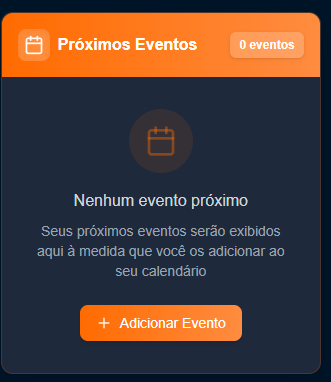 Próximos Eventos
0 eventos
Nenhum evento próximo
Seus próximos eventos serão exibidos
aqui à medida que você os adicionar ao
seu calendário
Adicionar Evento